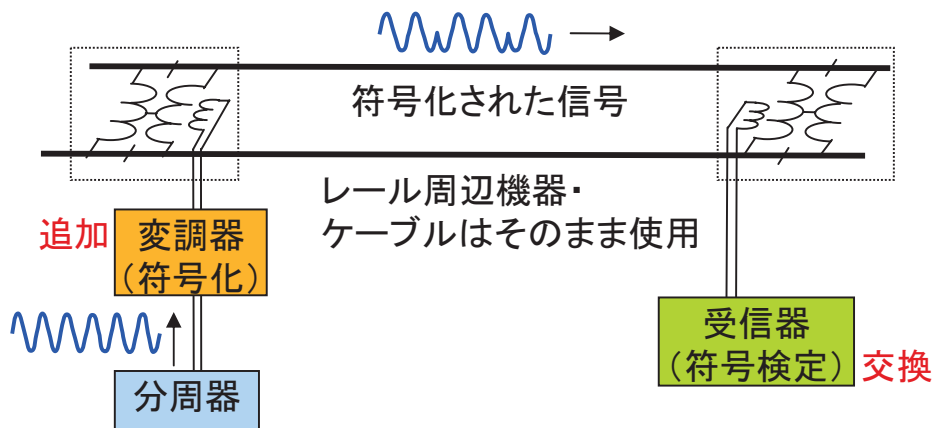 符号化された信号
レール周辺機器・
ケーブルはそのまま使用
追加
変調器
(符号化)
分周器
受信器
(符号検定)
交換